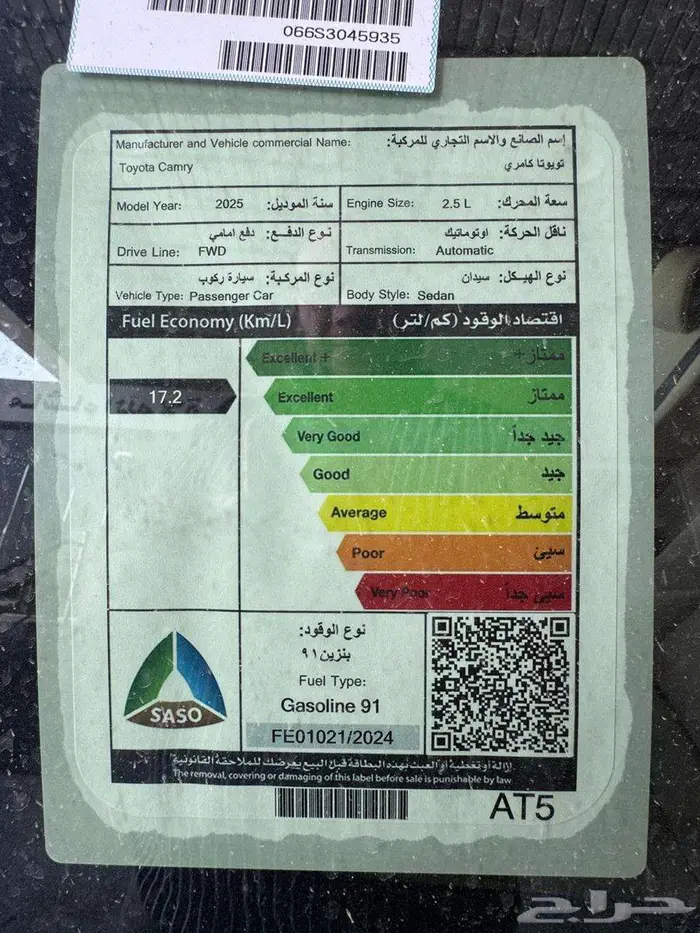 066S3045935
Manufacturer and Vehicle commercial Name: إسم الصانع والاسم التجاري للمركبة:
Toyota Camry تويوتا كامري
Model Year: 2025 سنة الموديل:
Engine Size: 2.5 L سعة المحرك:
نوع الدفع: دفع امامي
Drive Line: FWD
ناقل الحركة: اوتوماتيك
Transmission: Automatic
نوع المركبة: سيارة ركوب
Vehicle Type: Passenger Car
نوع الهيكل: سيدان
Body Style: Sedan
Fuel Economy (Km/L) اقتصاد الوقود (كم/لتر)
Excellent + ممتاز+
17.2
Excellent ممتاز
Very Good جيد جداً
Good جيد
Average متوسط
Poor سيئ
Very Poor سيئ جداً
SASO
نوع الوقود:
بنزين ٩١
Fuel Type:
Gasoline 91
FE01021/2024
إزالة أو تغطية أو العبث بهذه البطاقة قبل البيع يعرضك للملاحقة القانونية
The removal, covering or damaging of this label before sale is punishable by law
AT5
حراج